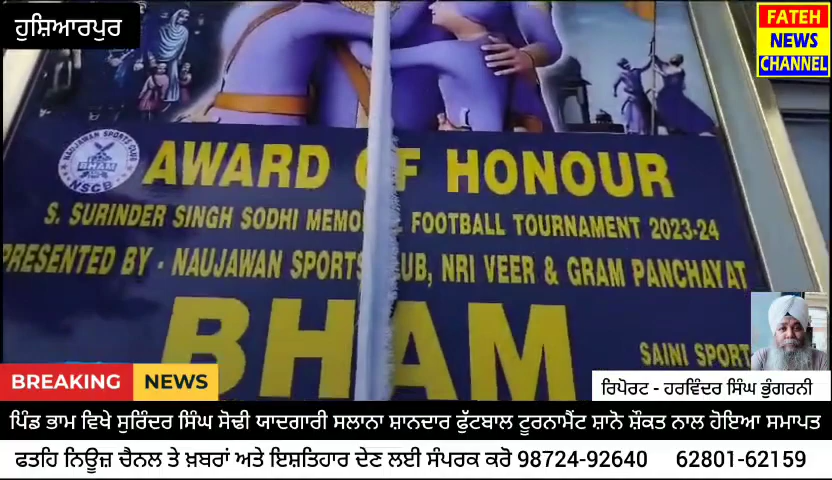 ਹੁਸ਼ਿਆਰਪੁਰ
FATEH
NEWS
CHANNEL
NAUJAWAN SPORTS CLUB
BHAM
NSCB
AWARD OF HONOUR
S. SURINDER SINGH SODHI FOOTBALL TOURNAMENT 2023-24
PRESENTED BY - NAUJAWAN SPORTS NRI VEER & GRAM PANCHAYAT
BHAM
SAINI SPORT
BREAKING NEWS
ਰਿਪੋਰਟ - ਹਰਵਿੰਦਰ ਸਿੰਘ ਭੁੰਗਰਨੀ
ਪਿੰਡ ਭਾਮ ਵਿਖੇ ਸੁਰਿੰਦਰ ਸਿੰਘ ਸੋਢੀ ਯਾਦਗਾਰੀ ਸਲਾਨਾ ਸ਼ਾਨਦਾਰ ਫੁੱਟਬਾਲ ਟੂਰਨਾਮੈਂਟ ਸ਼ਾਨੋ ਸ਼ੌਕਤ ਨਾਲ ਹੋਇਆ ਸਮਾਪਤ
ਫਤਹਿ ਨਿਊਜ਼ ਚੈਨਲ ਤੇ ਖ਼ਬਰਾਂ ਅਤੇ ਇਸ਼ਤਿਹਾਰ ਦੇਣ ਲਈ ਸੰਪਰਕ ਕਰੋ 98724-92640 62801-62159